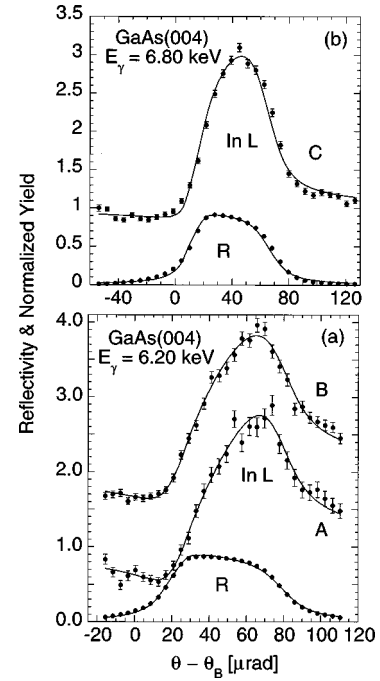 GaAs(004)
(b)
E_γ = 6.80 keV
3.5
3
2.5
2
1.5
1
0.5
0
In L
C
R
-40 0 40 80 120
Reflectivity & Normalized Yield
4.0
3.0
2.0
1.0
0.0
GaAs(004)
(a)
E_γ = 6.20 keV
B
In L
A
R
-20 0 20 40 60 80 100 120
θ − θ_B [μrad]